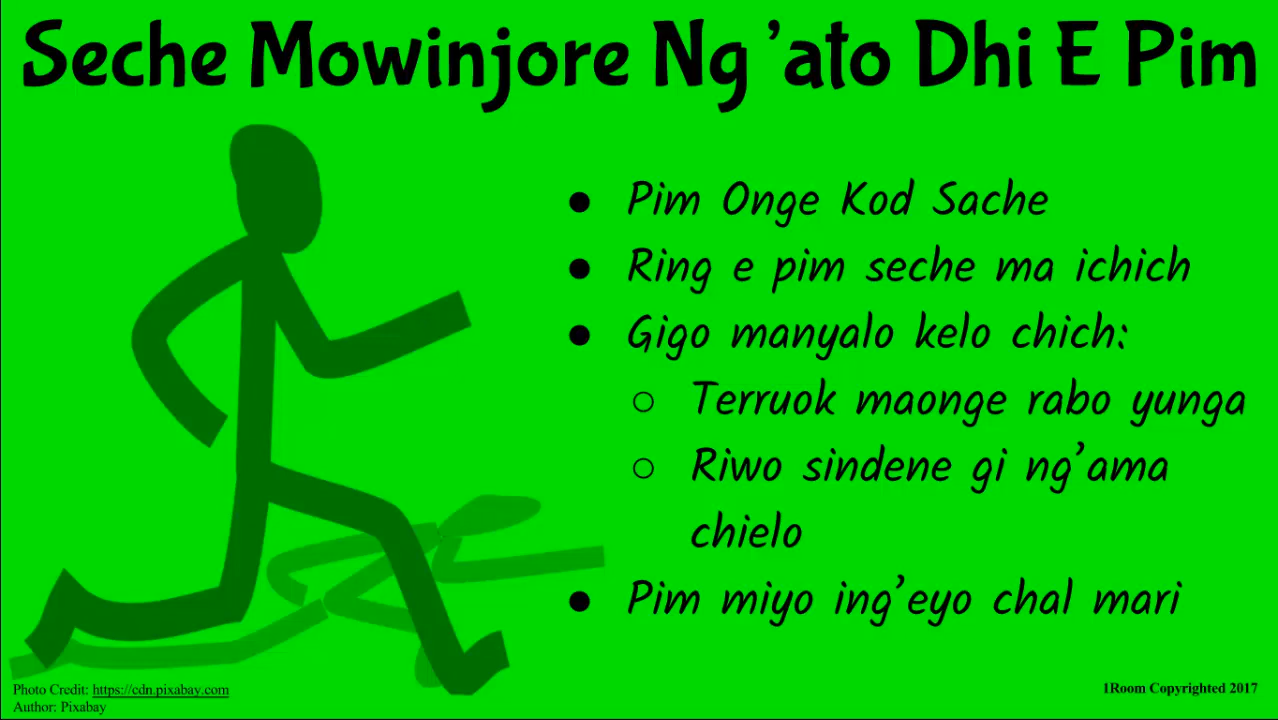 Seche Mowinjore Ng'ato Dhi E Pim
● Pim Onge Kod Sache
● Ring e pim seche ma ichich
● Gigo manyalo kelo chich:
○ Terruok maonge rabo yunga
○ Riwo sindene gi ng'ama
chielo
● Pim miyo ing'eyo chal mari
Photo Credit: https://cdn.pixabay.com
Author: Pixabay
1Room Copyrighted 2017